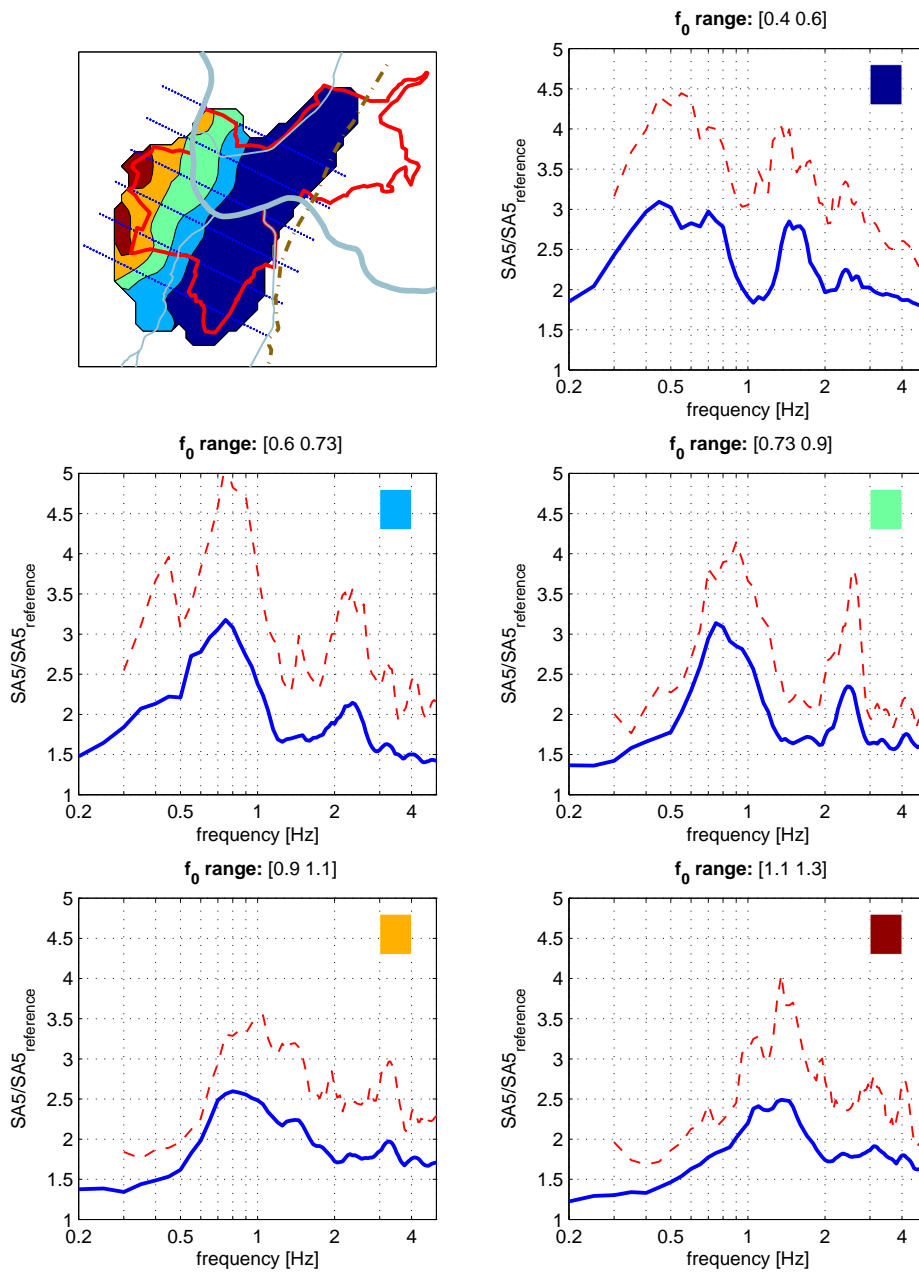 f0 range: [0.4 0.6]
5
4.5
4
3.5
3
2.5
2
1.5
1
SA5/SA5reference
0.2 0.5 1 2 4
frequency [Hz]
f0 range: [0.6 0.73]
5
4.5
4
3.5
3
2.5
2
1.5
1
SA5/SA5reference
0.2 0.5 1 2 4
frequency [Hz]
f0 range: [0.73 0.9]
5
4.5
4
3.5
3
2.5
2
1.5
1
SA5/SA5reference
0.2 0.5 1 2 4
frequency [Hz]
f0 range: [0.9 1.1]
5
4.5
4
3.5
3
2.5
2
1.5
1
SA5/SA5reference
0.2 0.5 1 2 4
frequency [Hz]
f0 range: [1.1 1.3]
5
4.5
4
3.5
3
2.5
2
1.5
1
SA5/SA5reference
0.2 0.5 1 2 4
frequency [Hz]